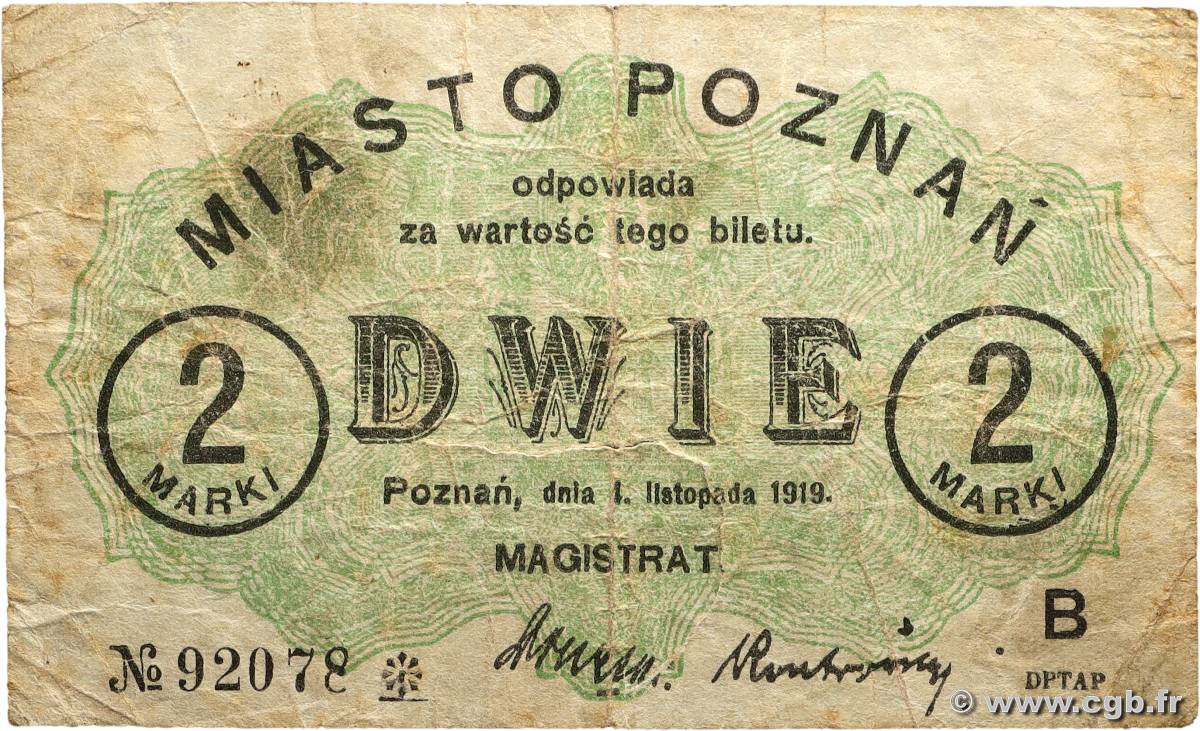 MIASTO POZNAŃ
odpowiada
za wartość tego biletu.
2 MARKI
DWIE
2 MARKI
Poznań, dnia 1. listopada 1919.
MAGISTRAT.
B
№ 92078
DPTAP
© www.cgb.fr